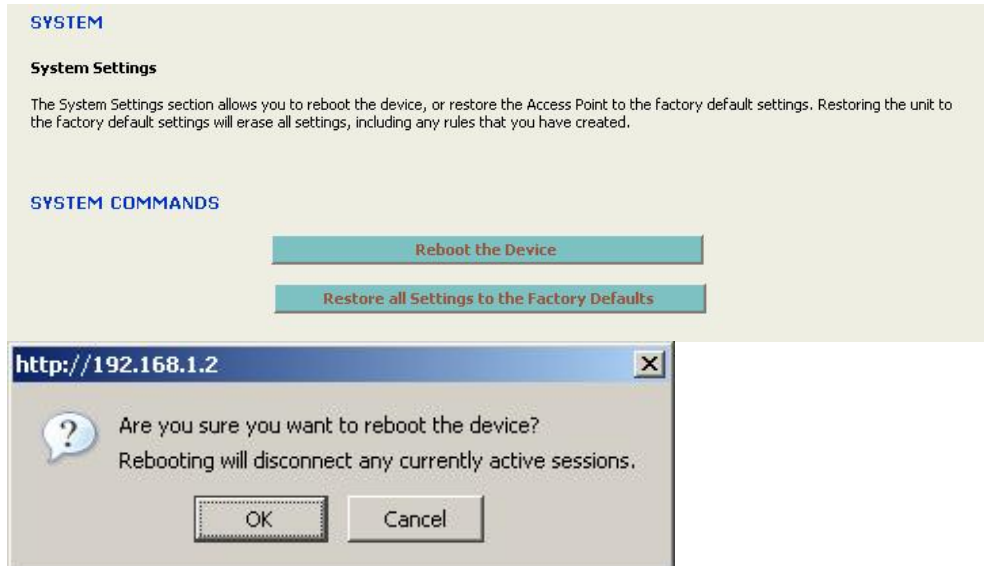 SYSTEM
System Settings
The System Settings section allows you to reboot the device, or restore the Access Point to the factory default settings. Restoring the unit to
the factory default settings will erase all settings, including any rules that you have created.
SYSTEM COMMANDS
Reboot the Device
Restore all Settings to the Factory Defaults
http://192.168.1.2
Are you sure you want to reboot the device?
Rebooting will disconnect any currently active sessions.
OK
Cancel